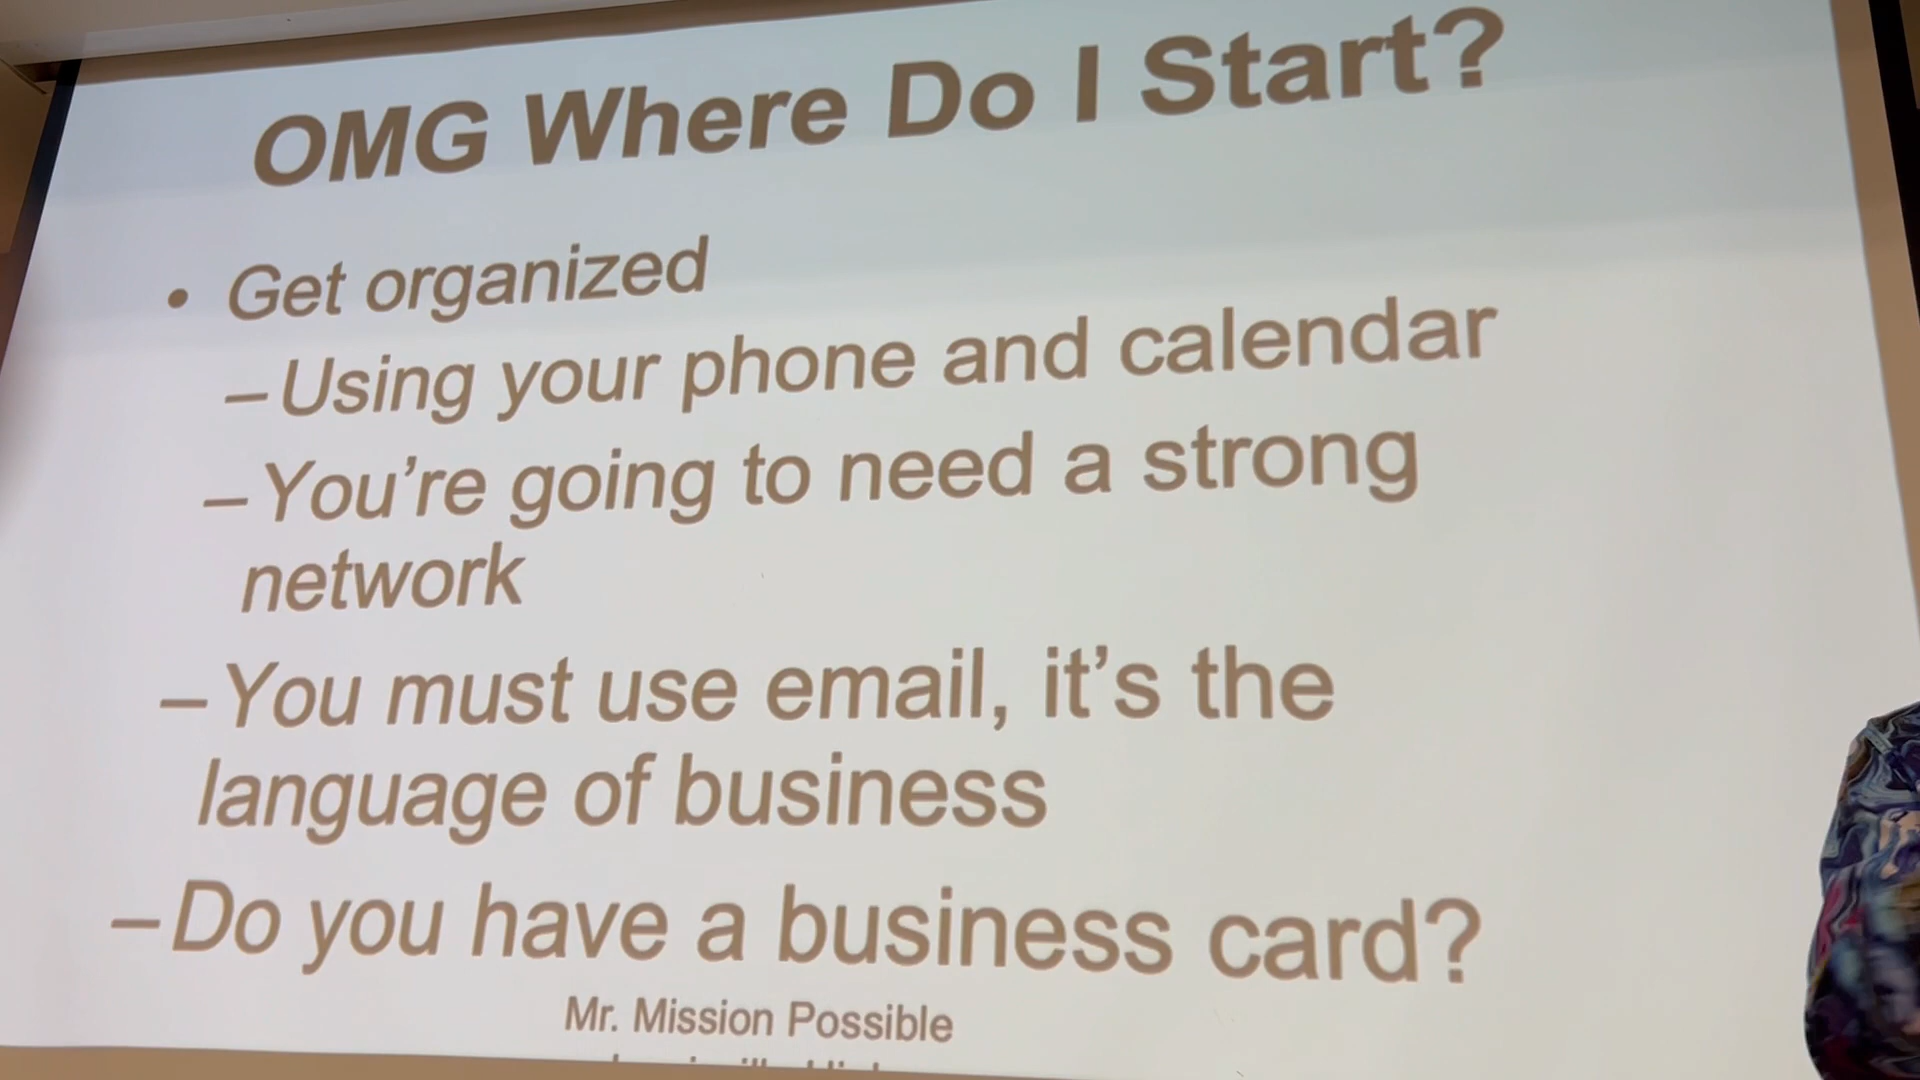 OMG Where Do I Start?
• Get organized
– Using your phone and calendar
– You're going to need a strong
network
– You must use email, it's the
language of business
– Do you have a business card?
Mr. Mission Possible